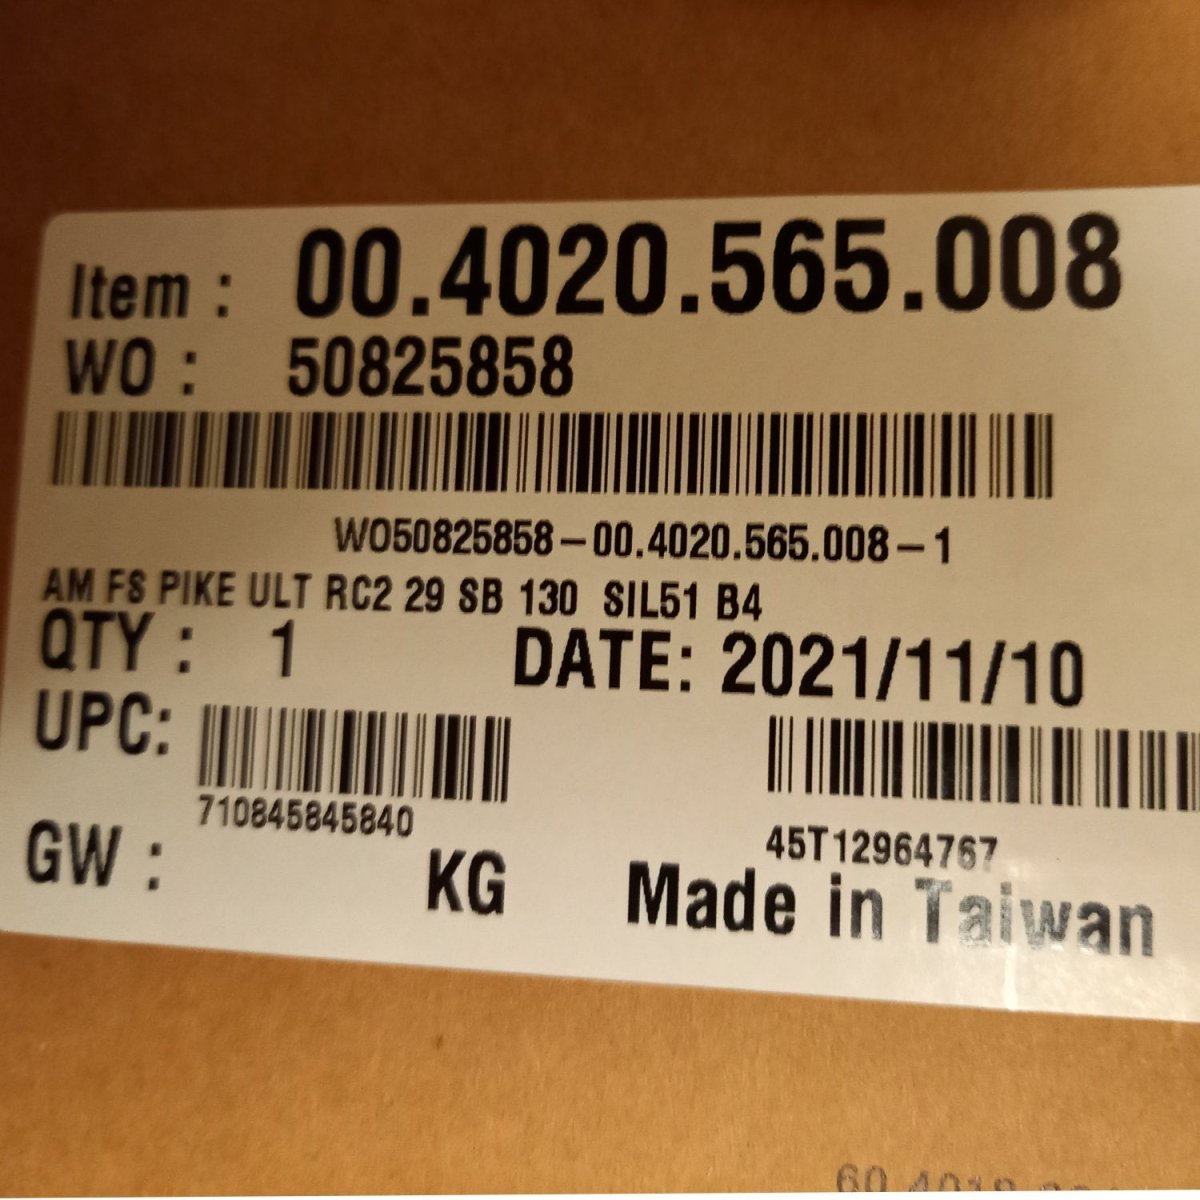 Item : 00.4020.565.008
WO : 50825858
WO50825858-00.4020.565.008-1
AM FS PIKE ULT RC2 29 SB 130 SIL51 B4
QTY : 1 DATE: 2021/11/10
UPC:
710845845840
45T12964767
GW : KG Made in Taiwan